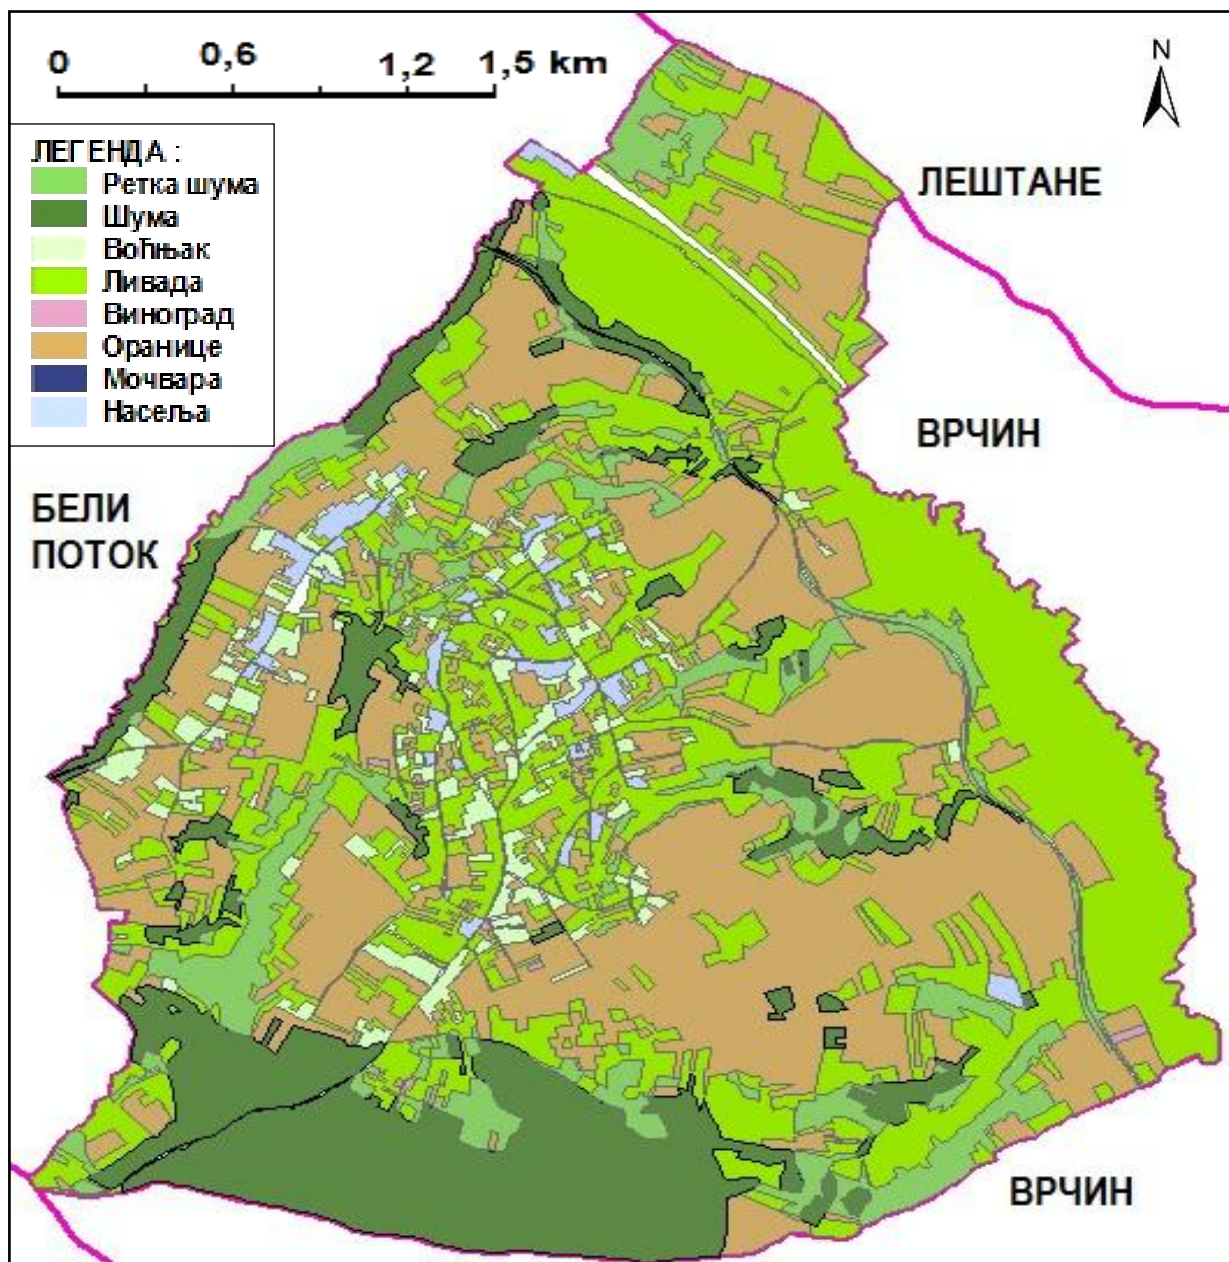 0 0,6 1,2 1,5 km
N
ЛЕГЕНДА :
Ретка шума
Шума
Воћњак
Ливада
Виноград
Оранице
Мочвара
Насеља
ЛЕШТАНЕ
ВРЧИН
БЕЛИ
ПОТОК
ВРЧИН